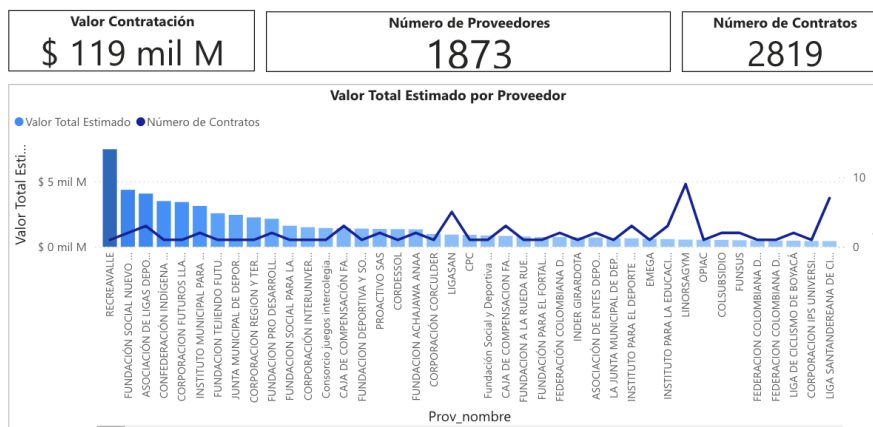 Valor Contratación
$ 119 mil M
Número de Proveedores
1873
Número de Contratos
2819
Valor Total Estimado por Proveedor
Valor Total Estimado Número de Contratos
Valor Total Esti...
$ 5 mil M
$ 0 mil M
10
0
RECREAVALLE
FUNDACIÓN SOCIAL NUEVO ...
ASOCIACIÓN DE LIGAS DEPO...
CONFEDERACIÓN INDÍGENA ...
CORPORACION FUTUROS LLA...
INSTITUTO MUNICIPAL PARA ...
FUNDACION TEJIENDO FUTU...
JUNTA MUNICIPAL DE DEPOR...
CORPORACION REGION Y TER...
FUNDACION PRO DESARROLL...
FUNDACION SOCIAL PARA LA...
CORPORACIÓN INTERUNIVER...
Consorcio juegos intercolegia...
CAJA DE COMPENSACIÓN FA...
FUNDACION DEPORTIVA Y SO...
PROACTIVO SAS
CORDESSOL
FUNDACION ACHAJAWA ANAA
CORPORACIÓN CORCULDER
LIGASAN
CPC
Fundación Social y Deportiva ...
CAJA DE COMPENSACION FA...
FUNDACION A LA RUEDA RUE...
FUNDACIÓN PARA EL FORTAL...
FEDERACIÓN COLOMBIANA D...
INDER GIRARDOTA
ASOCIACIÓN DE ENTES DEPO...
LA JUNTA MUNICIPAL DE DEP...
INSTITUTO PARA EL DEPORTE ...
EMEGA
INSTITUTO PARA LA EDUCACI...
LINORSAGYM
OPIAC
COLSUBSIDIO
FUNSUS
FEDERACION COLOMBIANA D...
FEDERACION COLOMBIANA D...
LIGA DE CICLISMO DE BOYACÁ
CORPORACION IPS UNIVERSI...
LIGA SANTANDEREANA DE CI...
Prov_nombre